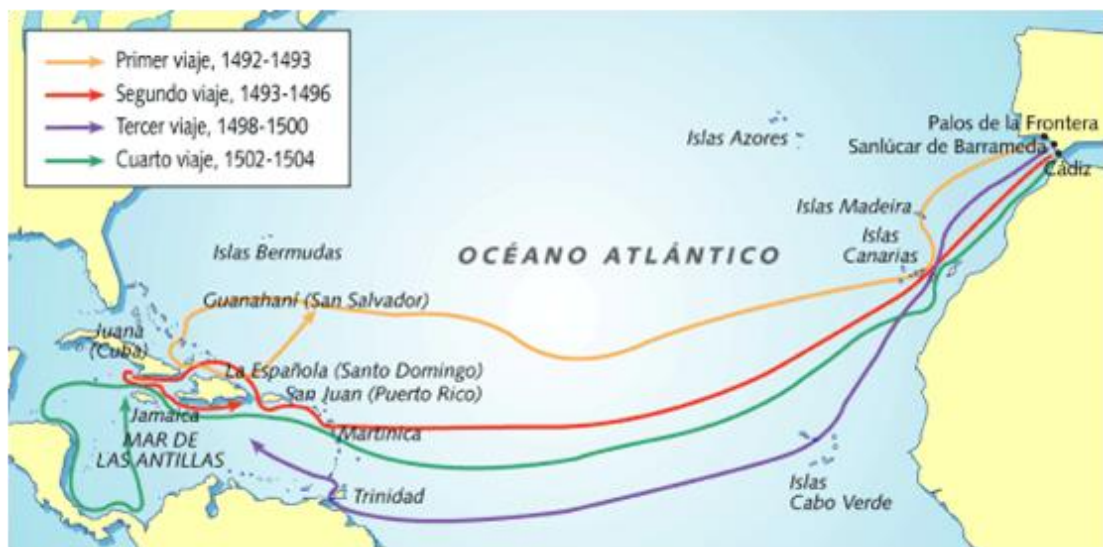 Primer viaje, 1492-1493
Segundo viaje, 1493-1496
Tercer viaje, 1498-1500
Cuarto viaje, 1502-1504
Islas Azores
Palos de la Frontera
Sanlúcar de Barrameda
Cádiz
Islas Madeira
Islas
Canarias
Islas Bermudas
OCÉANO ATLÁNTICO
Guanahaní (San Salvador)
Juana
(Cuba)
La Española (Santo Domingo)
San Juan (Puerto Rico)
Jamaica
Martinica
MAR DE
LAS ANTILLAS
Trinidad
Islas
Cabo Verde